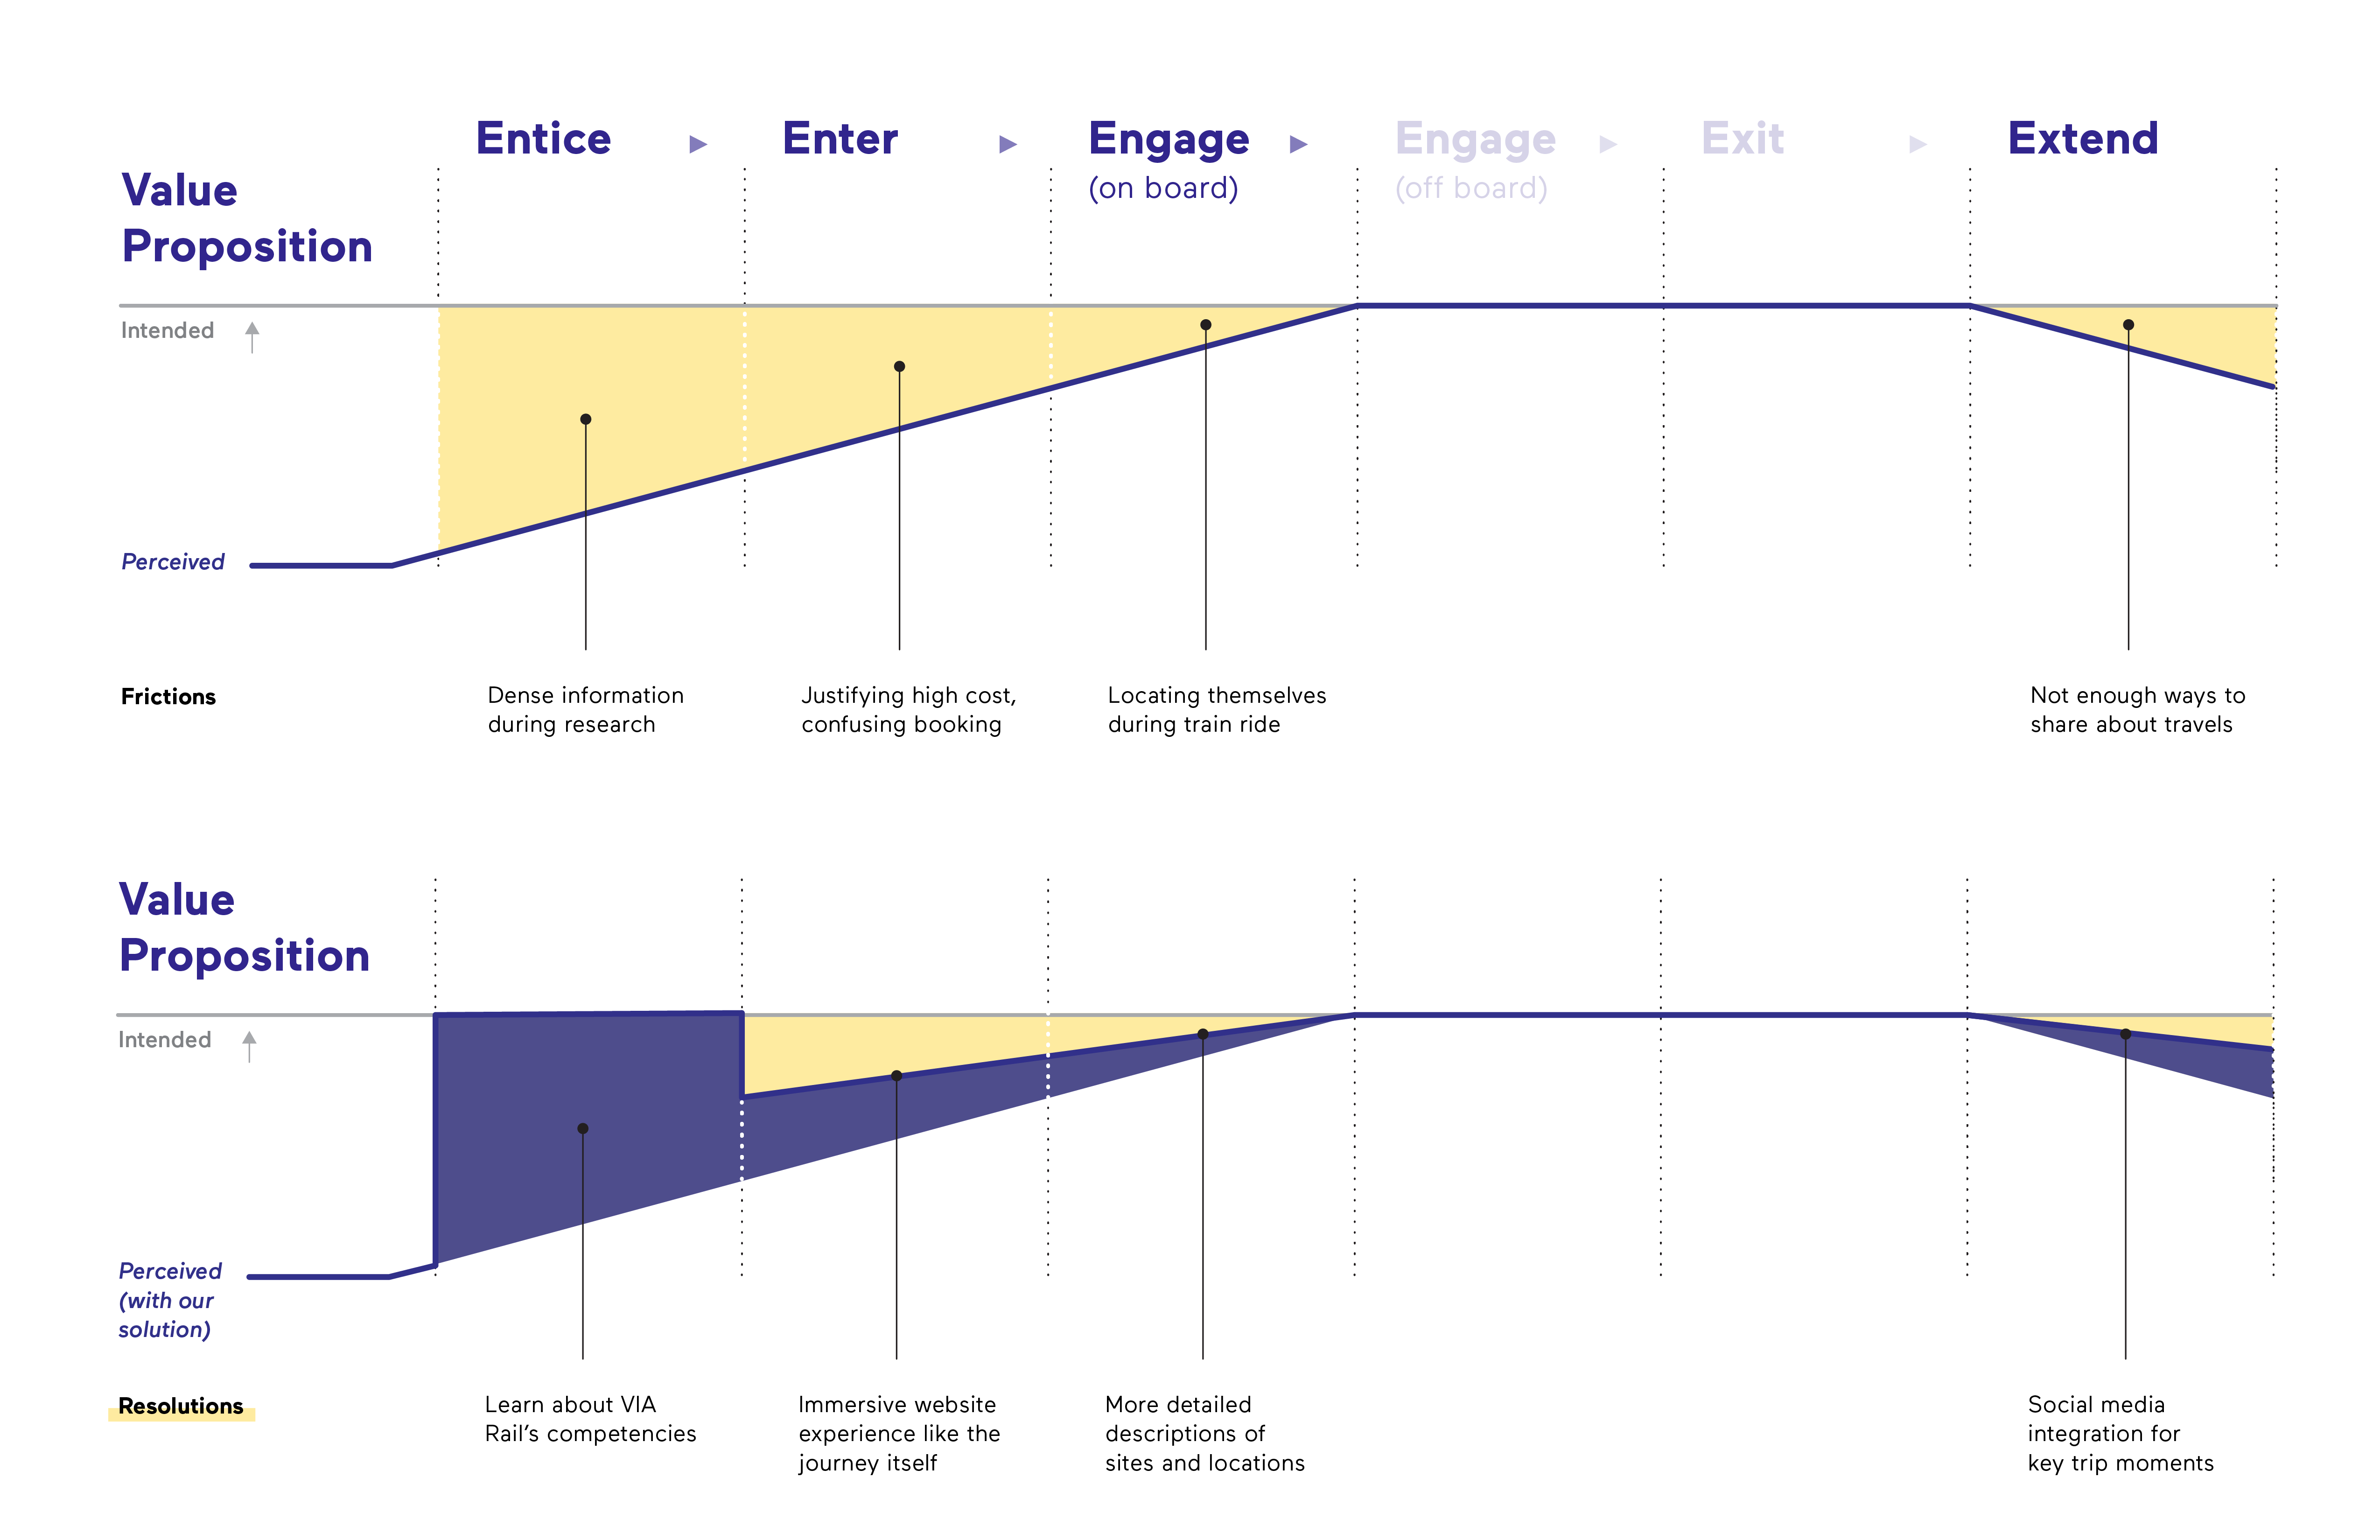 Entice ▶ Enter ▶ Engage ▶ Engage ▶ Exit ▶ Extend
(on board) (off board)
Value
Proposition
Intended
Perceived
Frictions
Dense information
during research
Justifying high cost,
confusing booking
Locating themselves
during train ride
Not enough ways to
share about travels
Value
Proposition
Intended
Perceived
(with our
solution)
Resolutions
Learn about VIA
Rail's competencies
Immersive website
experience like the
journey itself
More detailed
descriptions of
sites and locations
Social media
integration for
key trip moments